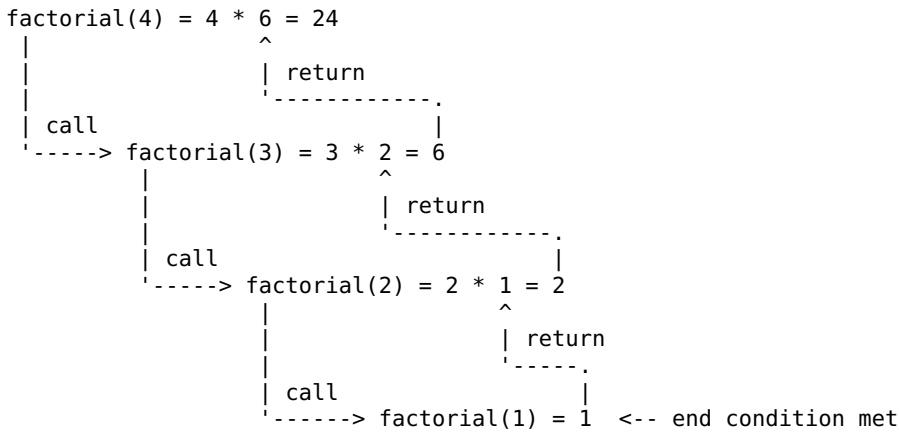 factorial(4) = 4 * 6 = 24
return
call
factorial(3) = 3 * 2 = 6
return
call
factorial(2) = 2 * 1 = 2
return
call
factorial(1) = 1 <-- end condition met